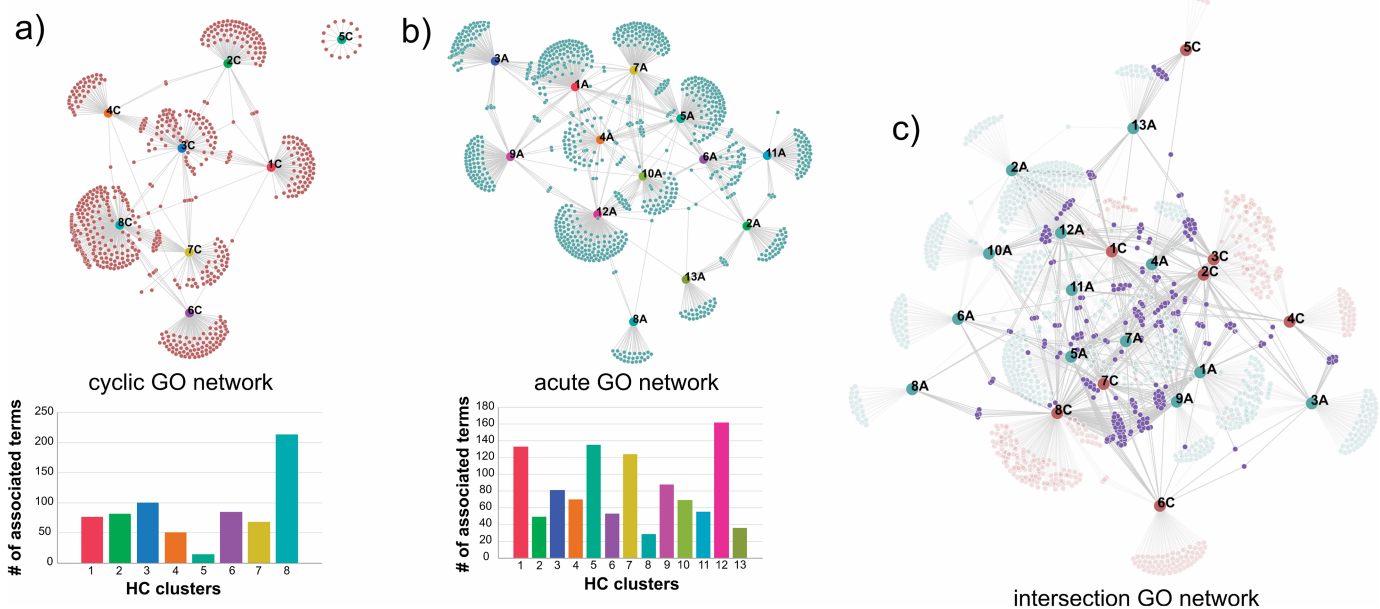 a)
5C
2C
4C
3C
1C
8C
7C
6C
cyclic GO network
# of associated terms
250
200
150
100
50
0
1 2 3 4 5 6 7 8
HC clusters
b)
3A
7A
1A
5A
4A
6A
11A
9A
10A
12A
2A
13A
8A
acute GO network
# of associated terms
180
160
140
120
100
80
60
40
20
0
1 2 3 4 5 6 7 8 9 10 11 12 13
HC clusters
c)
5C
13A
2A
12A
10A
1C
4A
3C
2C
11A
6A
4C
7A
5A
1A
7C
8A
9A
3A
8C
6C
intersection GO network